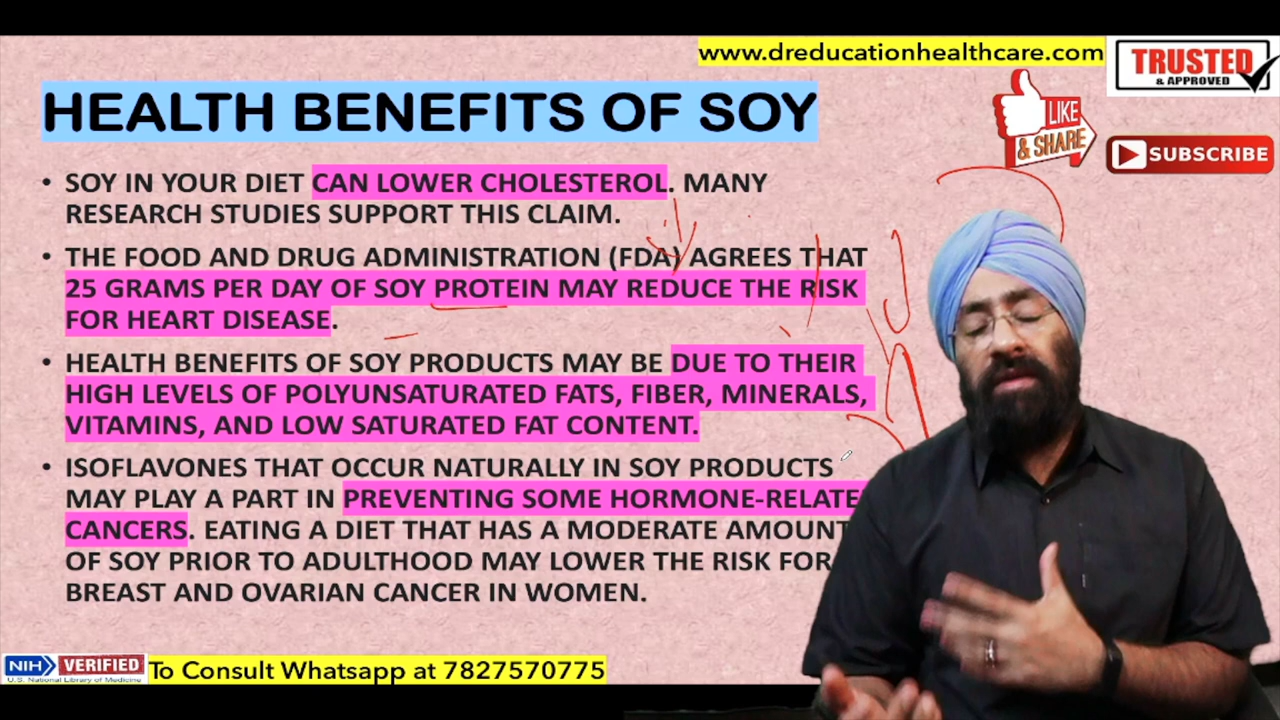 www.dreducationhealthcare.com
TRUSTED
& APPROVED
HEALTH BENEFITS OF SOY
LIKE
& SHARE
SUBSCRIBE
• SOY IN YOUR DIET CAN LOWER CHOLESTEROL. MANY
RESEARCH STUDIES SUPPORT THIS CLAIM.
• THE FOOD AND DRUG ADMINISTRATION (FDA) AGREES THAT
25 GRAMS PER DAY OF SOY PROTEIN MAY REDUCE THE RISK
FOR HEART DISEASE.
• HEALTH BENEFITS OF SOY PRODUCTS MAY BE DUE TO THEIR
HIGH LEVELS OF POLYUNSATURATED FATS, FIBER, MINERALS,
VITAMINS, AND LOW SATURATED FAT CONTENT.
• ISOFLAVONES THAT OCCUR NATURALLY IN SOY PRODUCTS
MAY PLAY A PART IN PREVENTING SOME HORMONE-RELATE
CANCERS. EATING A DIET THAT HAS A MODERATE AMOUNT
OF SOY PRIOR TO ADULTHOOD MAY LOWER THE RISK FOR
BREAST AND OVARIAN CANCER IN WOMEN.
NIH VERIFIED
U.S. National Library of Medicine
To Consult Whatsapp at 7827570775